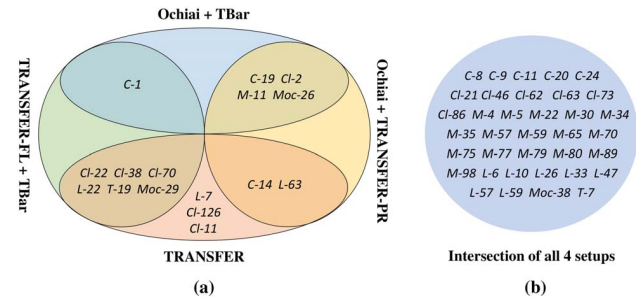 Ochiai + TBar
TRANSFER-FL + TBar
C-1
C-19 Cl-2
M-11 Moc-26
Ochiai + TRANSFER-PR
Cl-22 Cl-38 Cl-70
L-22 T-19 Moc-29
C-14 L-63
L-7
Cl-126
Cl-11
TRANSFER
(a)
C-8 C-9 C-11 C-20 C-24
Cl-21 Cl-46 Cl-62 Cl-63 Cl-73
Cl-86 M-4 M-5 M-22 M-30 M-34
M-35 M-57 M-59 M-65 M-70
M-75 M-77 M-79 M-80 M-89
M-98 L-6 L-10 L-26 L-33 L-47
L-57 L-59 Moc-38 T-7
Intersection of all 4 setups
(b)